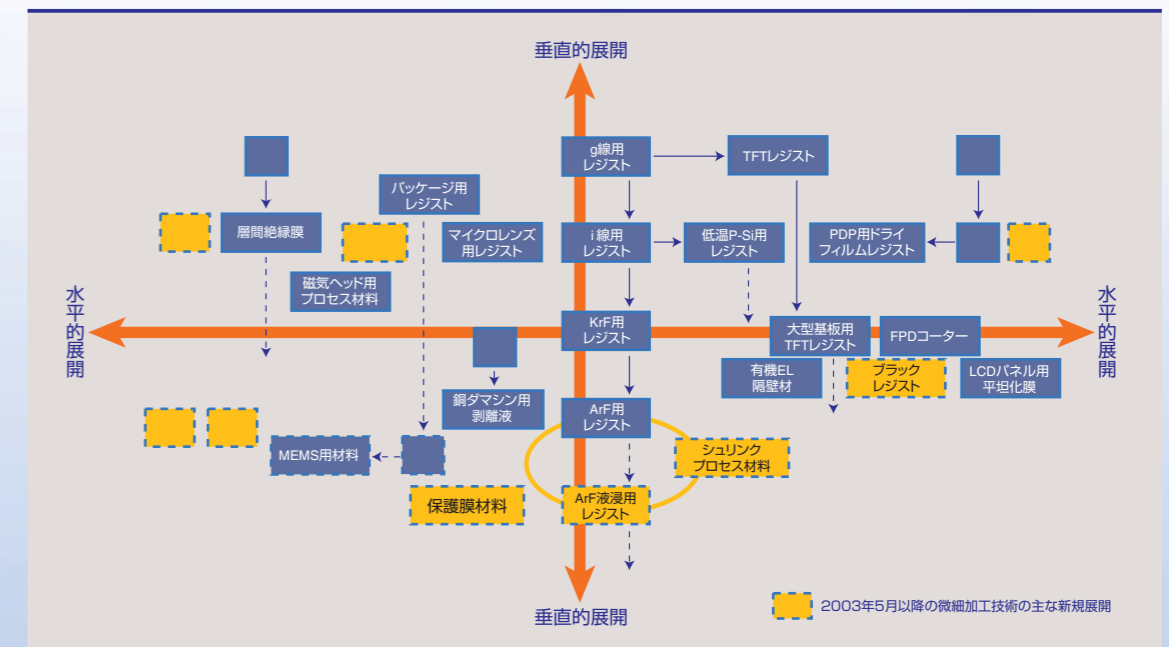 垂直的展開
g線用
レジスト
TFTレジスト
パッケージ用
レジスト
層間絶縁膜
マイクロレンズ
用レジスト
i 線用
レジスト
低温P-Si用
レジスト
PDP用ドライ
フィルムレジスト
磁気ヘッド用
プロセス材料
水平的展開
KrF用
レジスト
大型基板用
TFTレジスト
FPDコーター
水平的展開
有機EL
隔壁材
ブラック
レジスト
LCDパネル用
平坦化膜
銅ダマシン用
剥離液
ArF用
レジスト
MEMS用材料
シュリンク
プロセス材料
保護膜材料
ArF液浸用
レジスト
垂直的展開
2003年5月以降の微細加工技術の主な新規展開